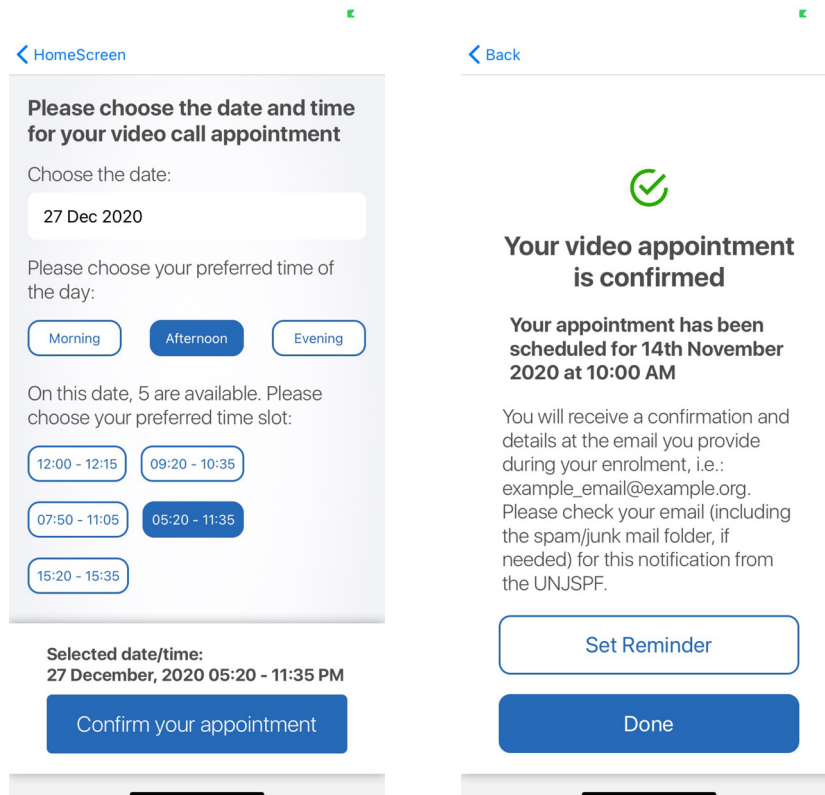 HomeScreen
Please choose the date and time
for your video call appointment
Choose the date:
27 Dec 2020
Please choose your preferred time of
the day:
Morning Afternoon Evening
On this date, 5 are available. Please
choose your preferred time slot:
12:00 - 12:15 09:20 - 10:35
07:50 - 11:05 05:20 - 11:35
15:20 - 15:35
Selected date/time:
27 December, 2020 05:20 - 11:35 PM
Confirm your appointment
Back
Your video appointment
is confirmed
Your appointment has been
scheduled for 14th November
2020 at 10:00 AM
You will receive a confirmation and
details at the email you provide
during your enrolment, i.e.:
example_email@example.org.
Please check your email (including
the spam/junk mail folder, if
needed) for this notification from
the UNJSPF.
Set Reminder
Done